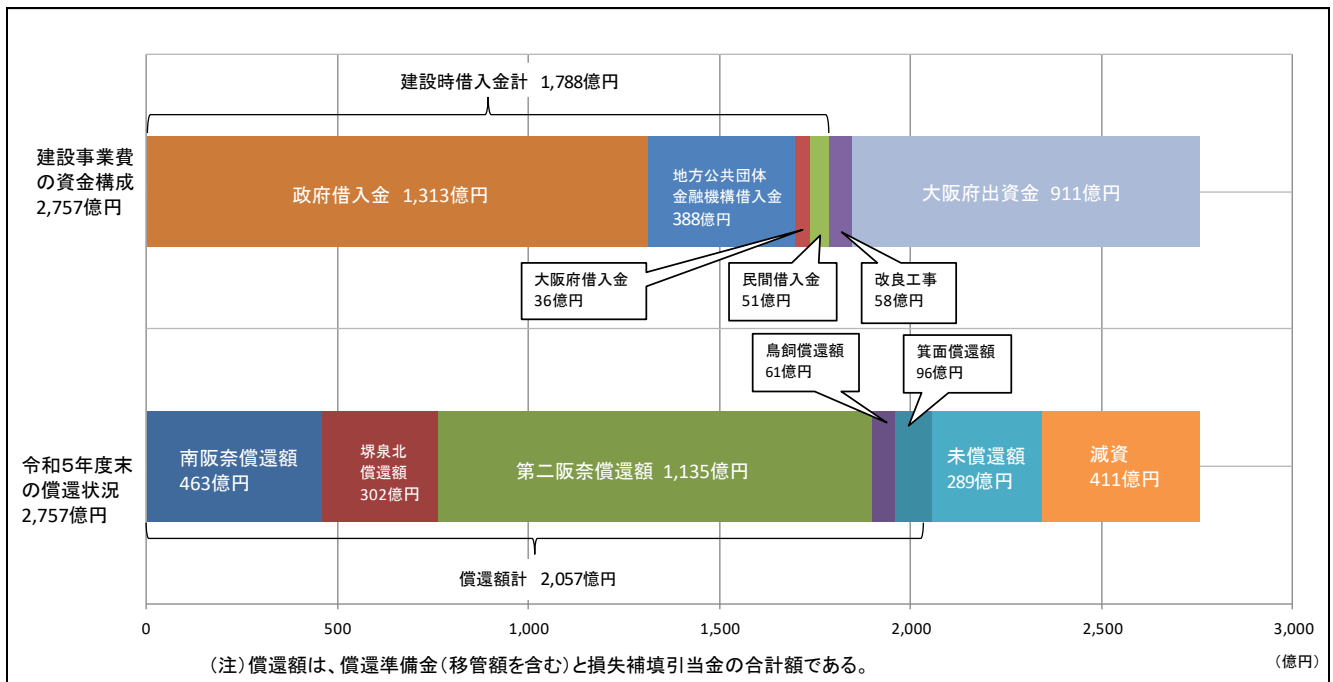 建設時借入金計 1,788億円
建設事業費
の資金構成
2,757億円
政府借入金 1,313億円
地方公共団体
金融機構借入金
388億円
大阪府出資金 911億円
大阪府借入金
36億円
民間借入金
51億円
改良工事
58億円
鳥飼償還額
61億円
箕面償還額
96億円
令和5年度末
の償還状況
2,757億円
南阪奈償還額
463億円
堺泉北
償還額
302億円
第二阪奈償還額 1,135億円
未償還額
289億円
減資
411億円
償還額計 2,057億円
0 500 1,000 1,500 2,000 2,500 3,000
(億円)
(注)償還額は、償還準備金(移管額を含む)と損失補填引当金の合計額である。